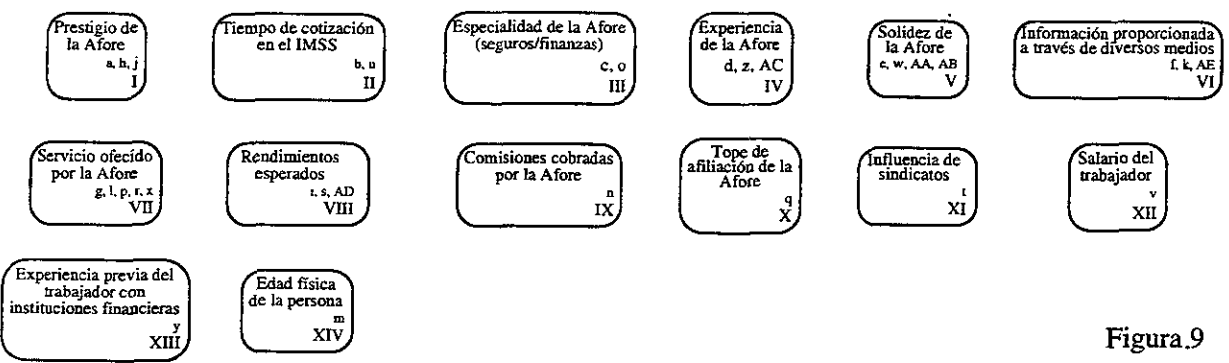 Prestigio de
la Afore
a, h, j
I
Tiempo de cotización
en el IMSS
b, u
II
Especialidad de la Afore
(seguros/finanzas)
c, o
III
Experiencia
de la Afore
d, z, AC
IV
Solidez de
la Afore
e, w, AA, AB
V
Información proporcionada
a través de diversos medios
f, k, AE
VI
Servicio ofecído
por la Afore
g, l, p, r, x
VII
Rendimientos
esperados
s, AD
VIII
Comisiones cobradas
por la Afore
n
IX
Tope de
afiliación de la
Afore
q
X
Influencia de
sindicatos
t
XI
Salario del
trabajador
v
XII
Experiencia previa del
trabajador con
instituciones financieras
y
XIII
Edad física
de la persona
m
XIV
Figura.9